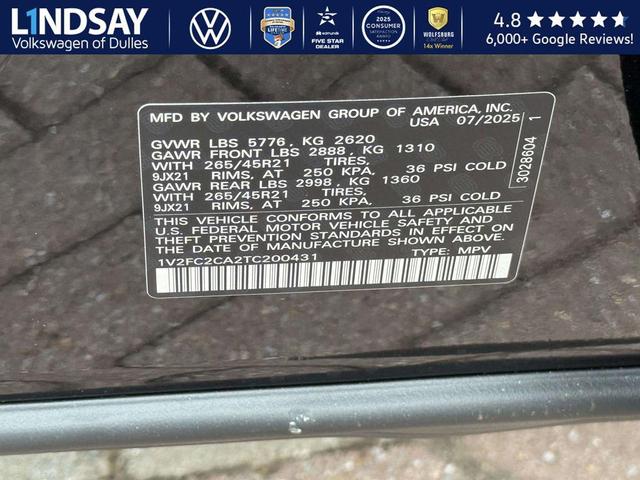 LINDSAY
Volkswagen of Dulles
edmunds
FIVE STAR
DEALER
2025
CONSUMER
SATISFACTION
AWARD
WOLFSBURG
14x Winner
4.8
6,000+ Google Reviews!
MFD BY VOLKSWAGEN GROUP OF AMERICA, INC.
USA 07/2025
GVWR LBS 5776, KG 2620
GAWR FRONT LBS 2888, KG 1310
WITH 265/45R21 TIRES,
9JX21 RIMS, AT 250 KPA, 36 PSI COLD
GAWR REAR LBS 2998, KG 1360
WITH 265/45R21 TIRES,
9JX21 RIMS, AT 250 KPA, 36 PSI COLD
THIS VEHICLE CONFORMS TO ALL APPLICABLE
U.S. FEDERAL MOTOR VEHICLE SAFETY AND
THEFT PREVENTION STANDARDS IN EFFECT ON
THE DATE OF MANUFACTURE SHOWN ABOVE.
1V2FC2CA2TC200431 TYPE: MPV
3028604 1